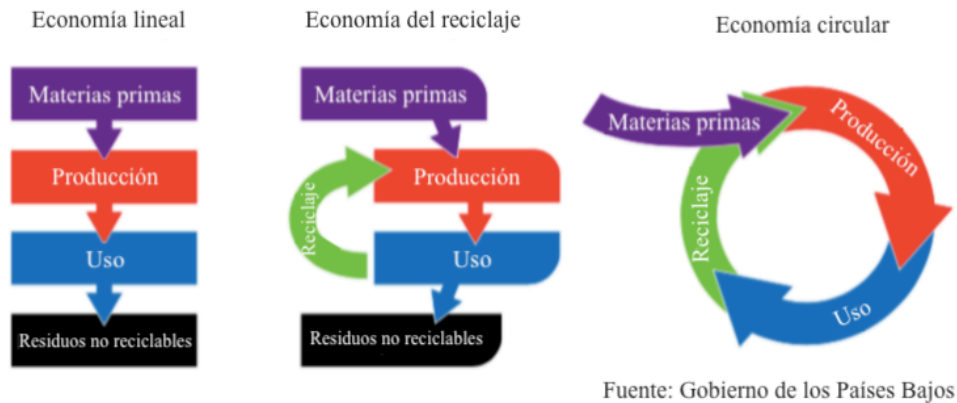 Economía lineal
Materias primas
Producción
Uso
Residuos no reciclables
Economía del reciclaje
Materias primas
Producción
Reciclaje
Uso
Residuos no reciclables
Economía circular
Materias primas
Producción
Reciclaje
Uso
Fuente: Gobierno de los Países Bajos